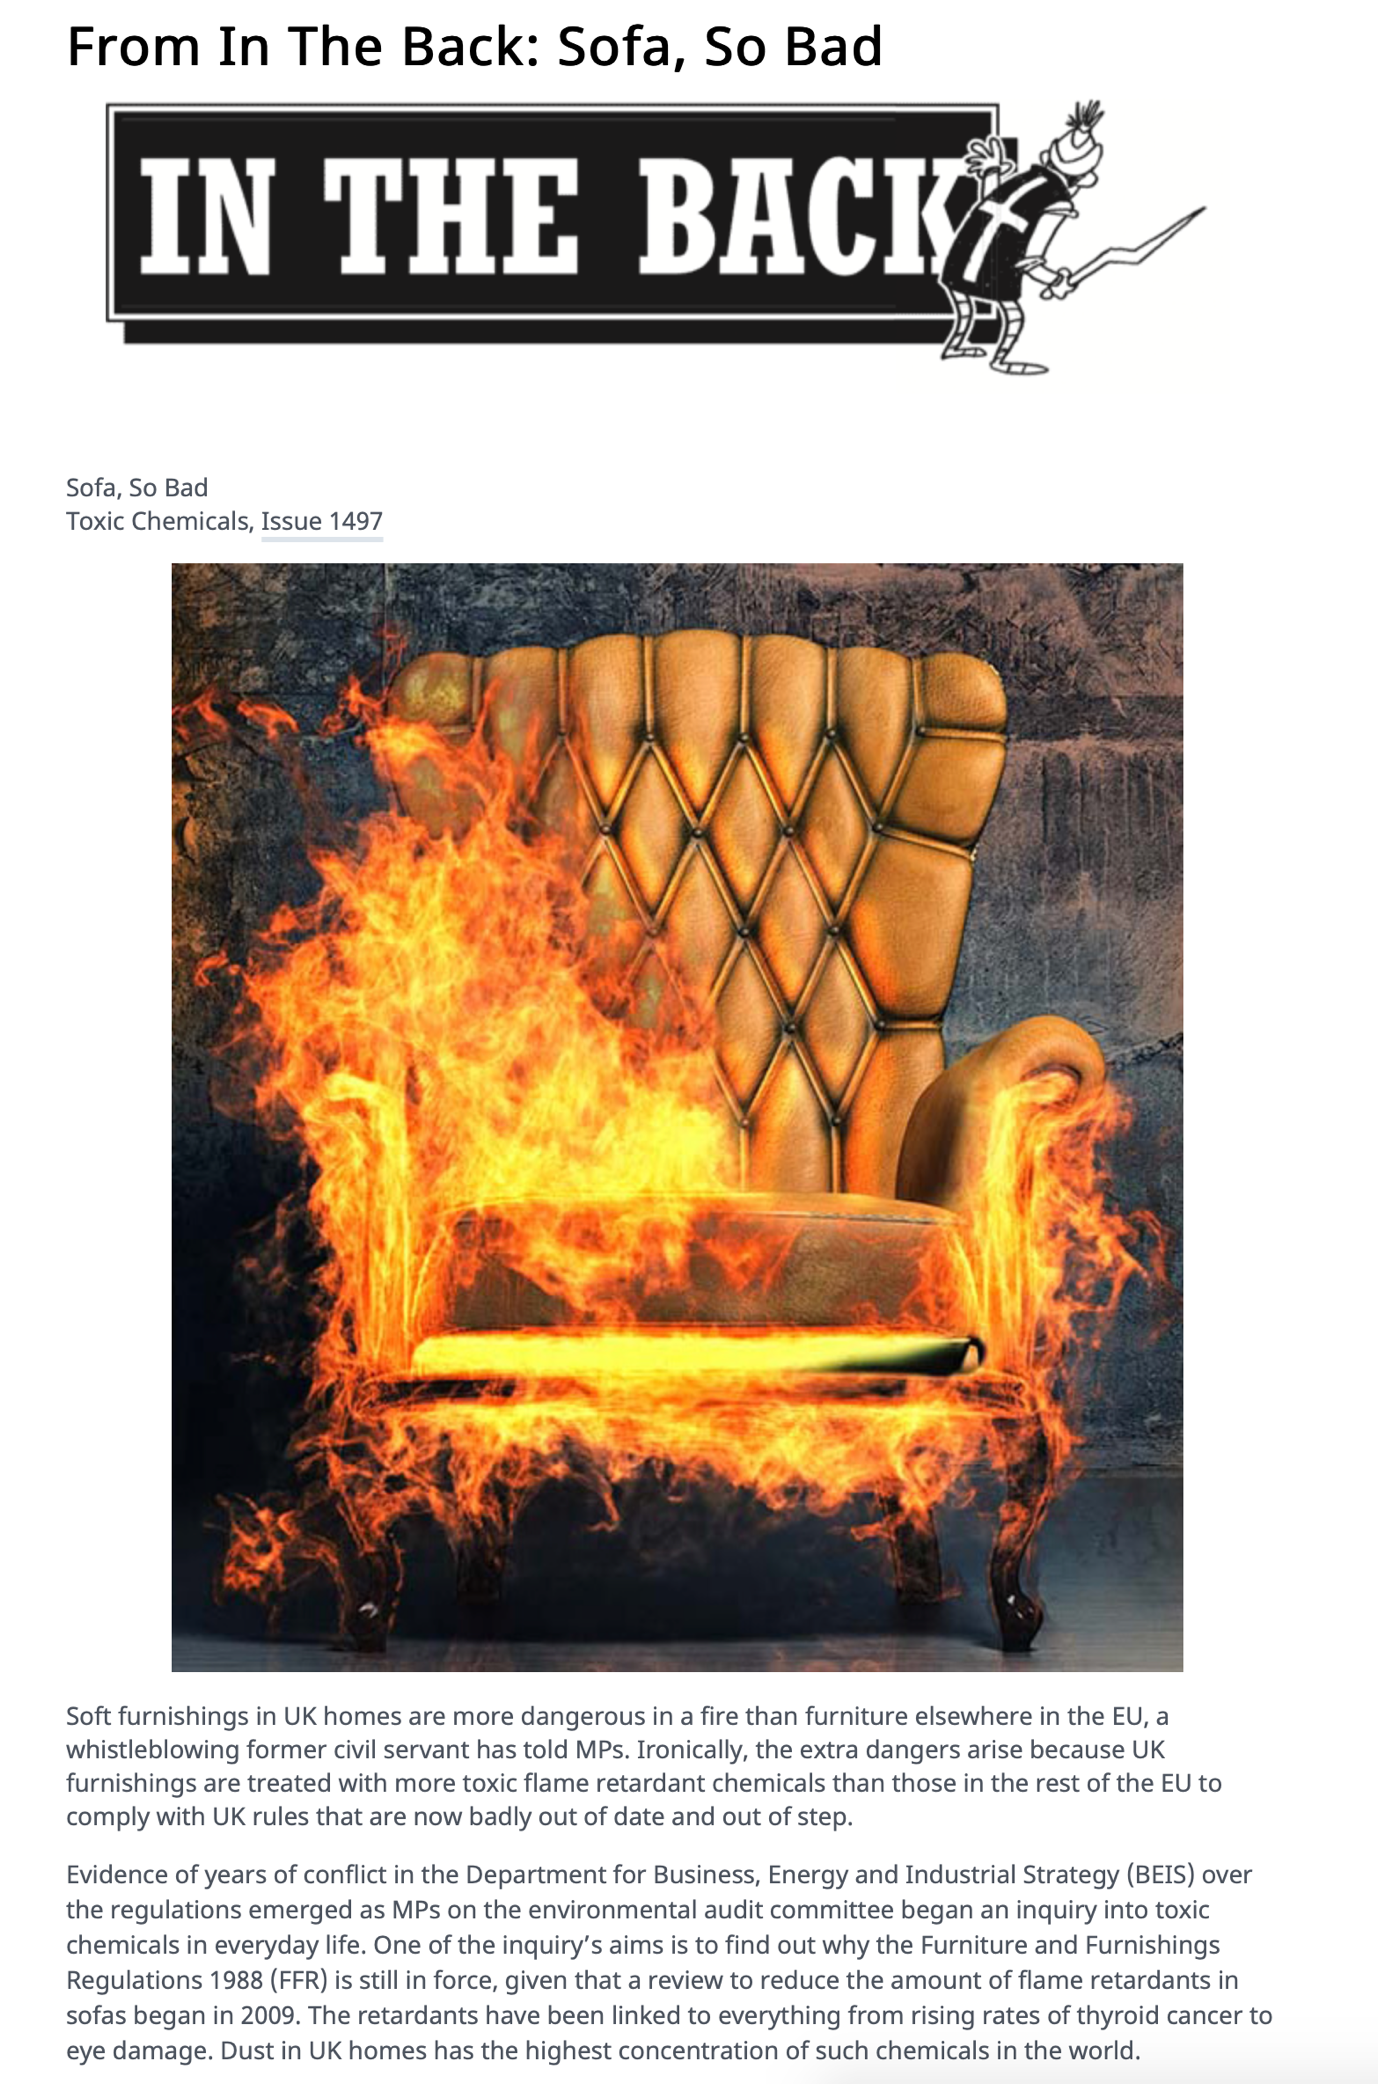 From In The Back: Sofa, So Bad
IN THE BACK
Sofa, So Bad
Toxic Chemicals, Issue 1497
Soft furnishings in UK homes are more dangerous in a fire than furniture elsewhere in the EU, a
whistleblowing former civil servant has told MPs. Ironically, the extra dangers arise because UK
furnishings are treated with more toxic flame retardant chemicals than those in the rest of the EU to
comply with UK rules that are now badly out of date and out of step.
Evidence of years of conflict in the Department for Business, Energy and Industrial Strategy (BEIS) over
the regulations emerged as MPs on the environmental audit committee began an inquiry into toxic
chemicals in everyday life. One of the inquiry’s aims is to find out why the Furniture and Furnishings
Regulations 1988 (FFR) is still in force, given that a review to reduce the amount of flame retardants in
sofas began in 2009. The retardants have been linked to everything from rising rates of thyroid cancer to
eye damage. Dust in UK homes has the highest concentration of such chemicals in the world.